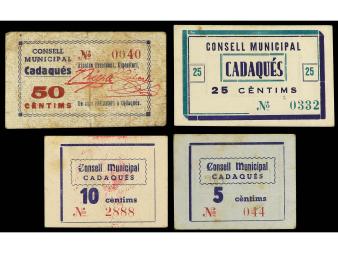 CONSELL
MUNICIPAL
Cadaqués
50
CÈNTIMS
Nº 0040
CONSELL MUNICIPAL
25 CADAQUÉS 25
25 CÈNTIMS
Nº 0332
Consell Municipal
CADAQUÉS
10 cèntims
Nº 2888
Consell Municipal
CADAQUÉS
5 cèntims
Nº 044